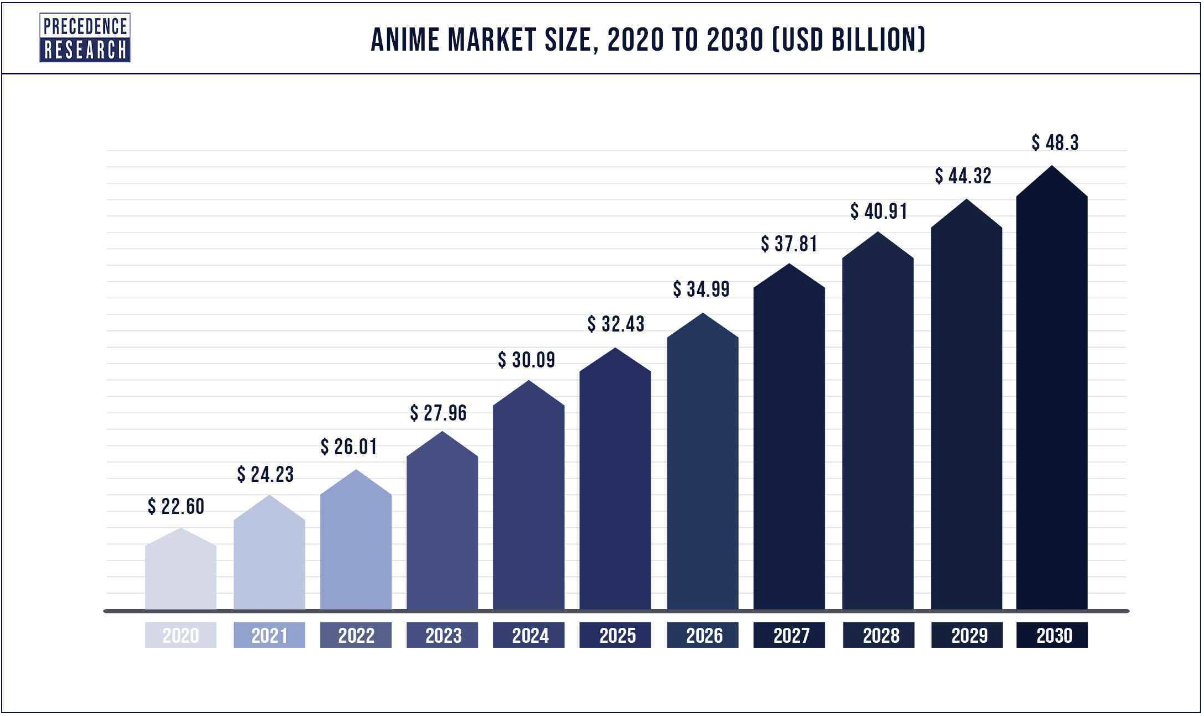 PRECEDENCE
RESEARCH
ANIME MARKET SIZE, 2020 TO 2030 (USD BILLION)
$ 22.60
$ 24.23
$ 26.01
$ 27.96
$ 30.09
$ 32.43
$ 34.99
$ 37.81
$ 40.91
$ 44.32
$ 48.3
2020 2021 2022 2023 2024 2025 2026 2027 2028 2029 2030